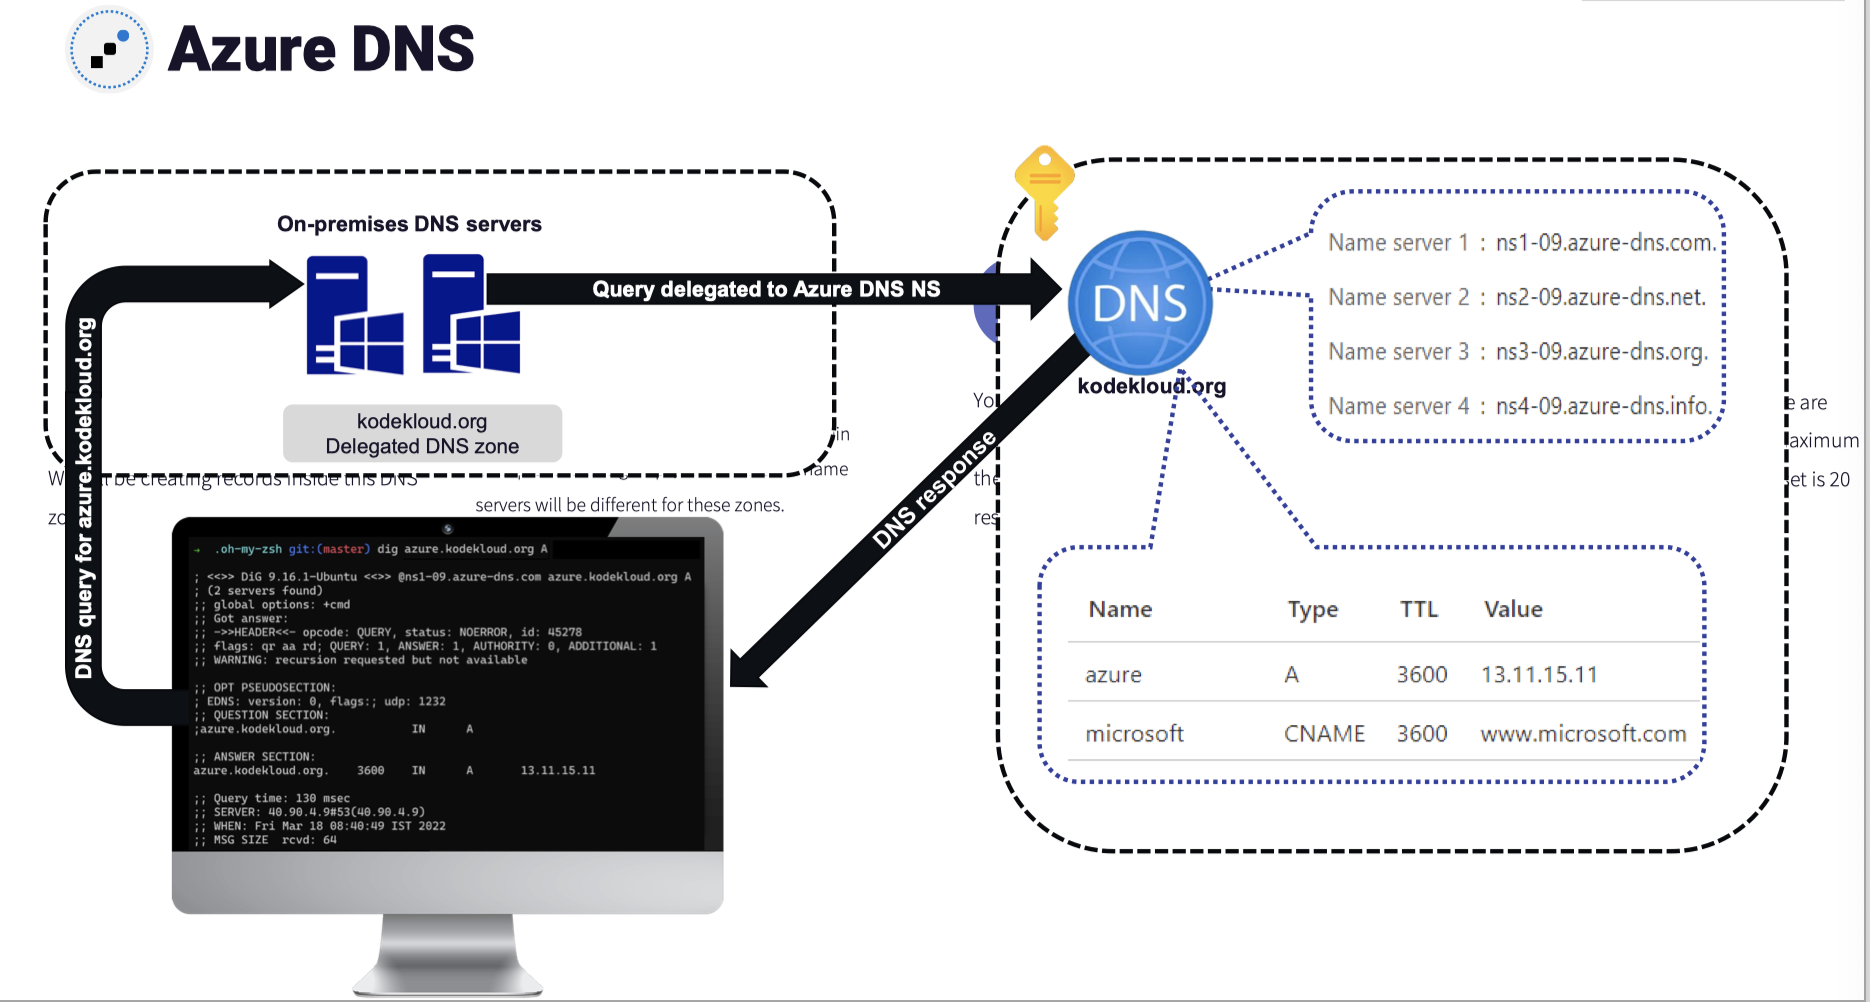 Azure DNS
On-premises DNS servers
Query delegated to Azure DNS NS
kodekloud.org
Delegated DNS zone
DNS query for azure.kodekloud.org
DNS
kodekloud.org
DNS response
Name server 1 : ns1-09.azure-dns.com.
Name server 2 : ns2-09.azure-dns.net.
Name server 3 : ns3-09.azure-dns.org.
Name server 4 : ns4-09.azure-dns.info.
are
in
be creating records inside this DNS
servers will be different for these zones.
is 20
→ .oh-my-zsh git:(master) dig azure.kodekloud.org A
; <<>> DiG 9.16.1-Ubuntu <<>> @ns1-09.azure-dns.com azure.kodekloud.org A
; (2 servers found)
;; global options: +cmd
;; Got answer:
;; ->>HEADER<<- opcode: QUERY, status: NOERROR, id: 45278
;; flags: qr aa rd; QUERY: 1, ANSWER: 1, AUTHORITY: 0, ADDITIONAL: 1
;; WARNING: recursion requested but not available
;; OPT PSEUDOSECTION:
; EDNS: version: 0, flags:; udp: 1232
;; QUESTION SECTION:
;azure.kodekloud.org. IN A
;; ANSWER SECTION:
azure.kodekloud.org. 3600 IN A 13.11.15.11
;; Query time: 130 msec
;; SERVER: 40.90.4.9#53(40.90.4.9)
;; WHEN: Fri Mar 18 08:40:49 IST 2022
;; MSG SIZE rcvd: 64
Name Type TTL Value
azure A 3600 13.11.15.11
microsoft CNAME 3600 www.microsoft.com